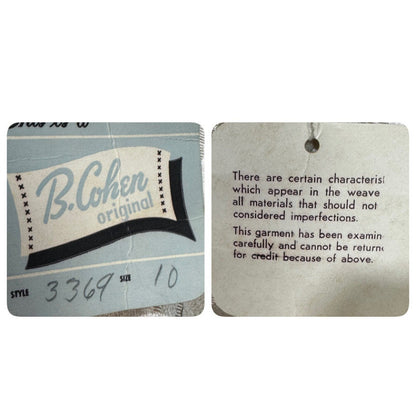 B.Cohen
original
STYLE 3369 SIZE 10
There are certain characterist
which appear in the weave
all materials that should not
considered imperfections.
This garment has been examin
carefully and cannot be returne
for credit because of above.